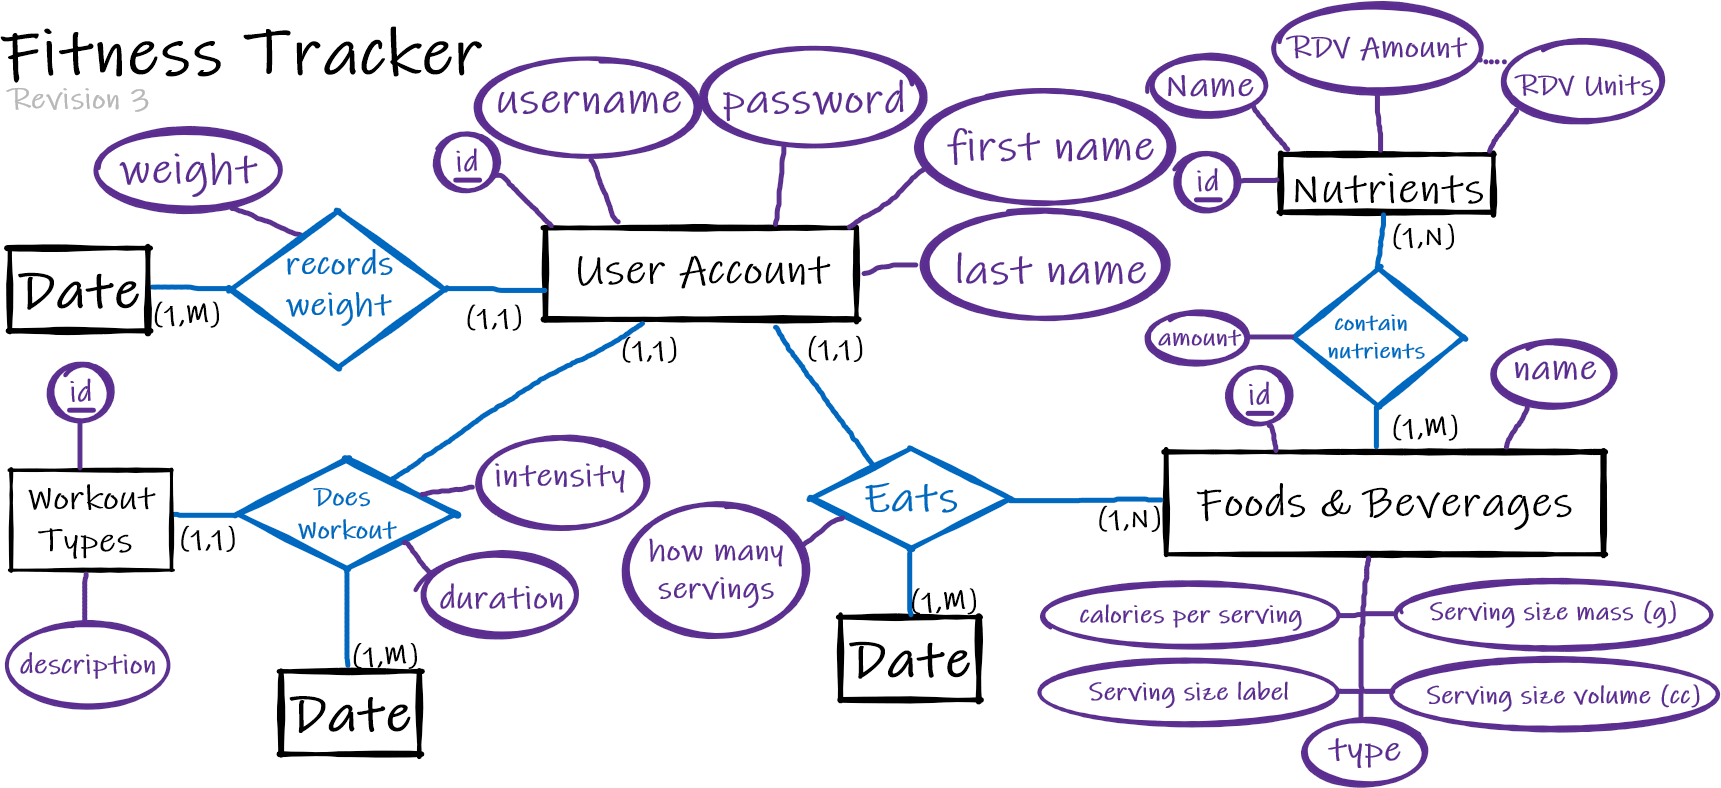 Fitness Tracker
Revision 3
weight
id
username
password
first name
last name
User Account
Date
(1,M)
records
weight
(1,1)
(1,1)
(1,1)
Name
RDV Amount
RDV Units
id
Nutrients
(1,N)
contain
nutrients
amount
(1,M)
id
name
Foods & Beverages
id
Workout
Types
(1,1)
description
Does
Workout
intensity
duration
(1,M)
Date
Eats
how many
servings
(1,N)
(1,M)
Date
calories per serving
Serving size mass (g)
Serving size label
Serving size volume (cc)
type